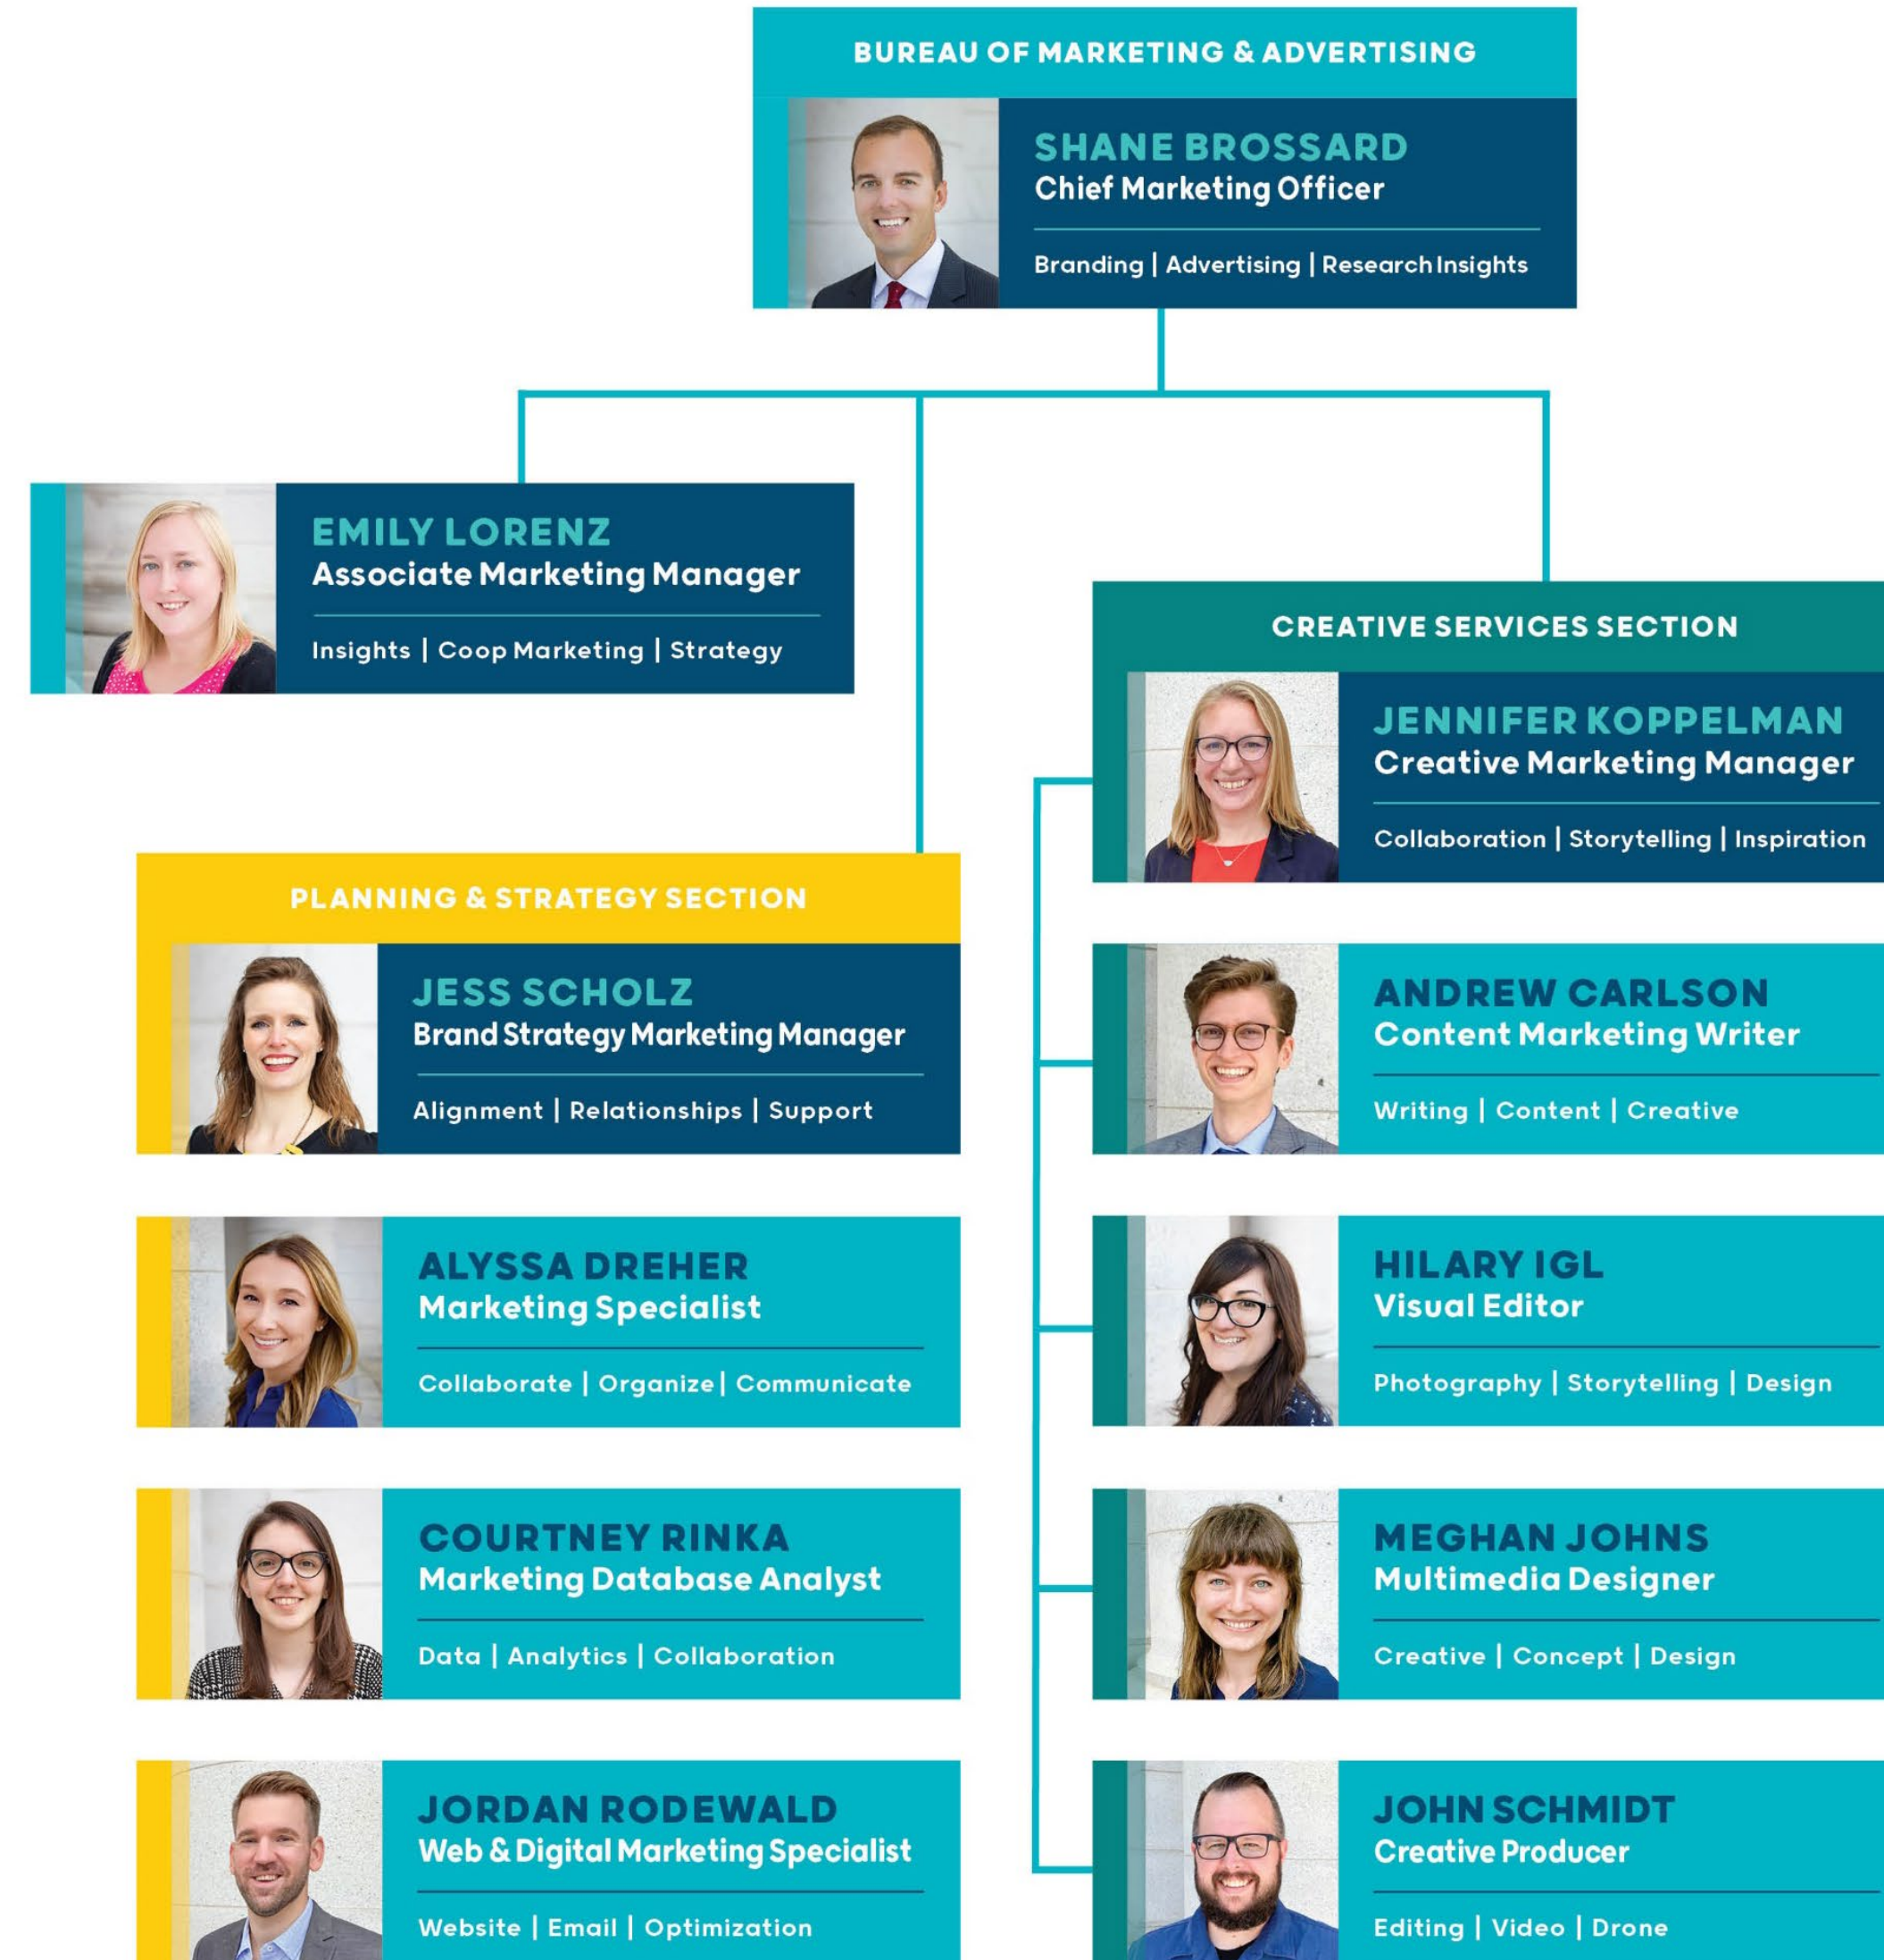 BUREAU OF MARKETING & ADVERTISING
SHANE BROSSARD
Chief Marketing Officer
Branding | Advertising | Research Insights
EMILY LORENZ
Associate Marketing Manager
Insights | Coop Marketing | Strategy
PLANNING & STRATEGY SECTION
JESS SCHOLZ
Brand Strategy Marketing Manager
Alignment | Relationships | Support
ALYSSA DREHER
Marketing Specialist
Collaborate | Organize | Communicate
COURTNEY RINKA
Marketing Database Analyst
Data | Analytics | Collaboration
JORDAN RODEWALD
Web & Digital Marketing Specialist
Website | Email | Optimization
CREATIVE SERVICES SECTION
JENNIFER KOPPELMAN
Creative Marketing Manager
Collaboration | Storytelling | Inspiration
ANDREW CARLSON
Content Marketing Writer
Writing | Content | Creative
HILARY IGL
Visual Editor
Photography | Storytelling | Design
MEGHAN JOHNS
Multimedia Designer
Creative | Concept | Design
JOHN SCHMIDT
Creative Producer
Editing | Video | Drone